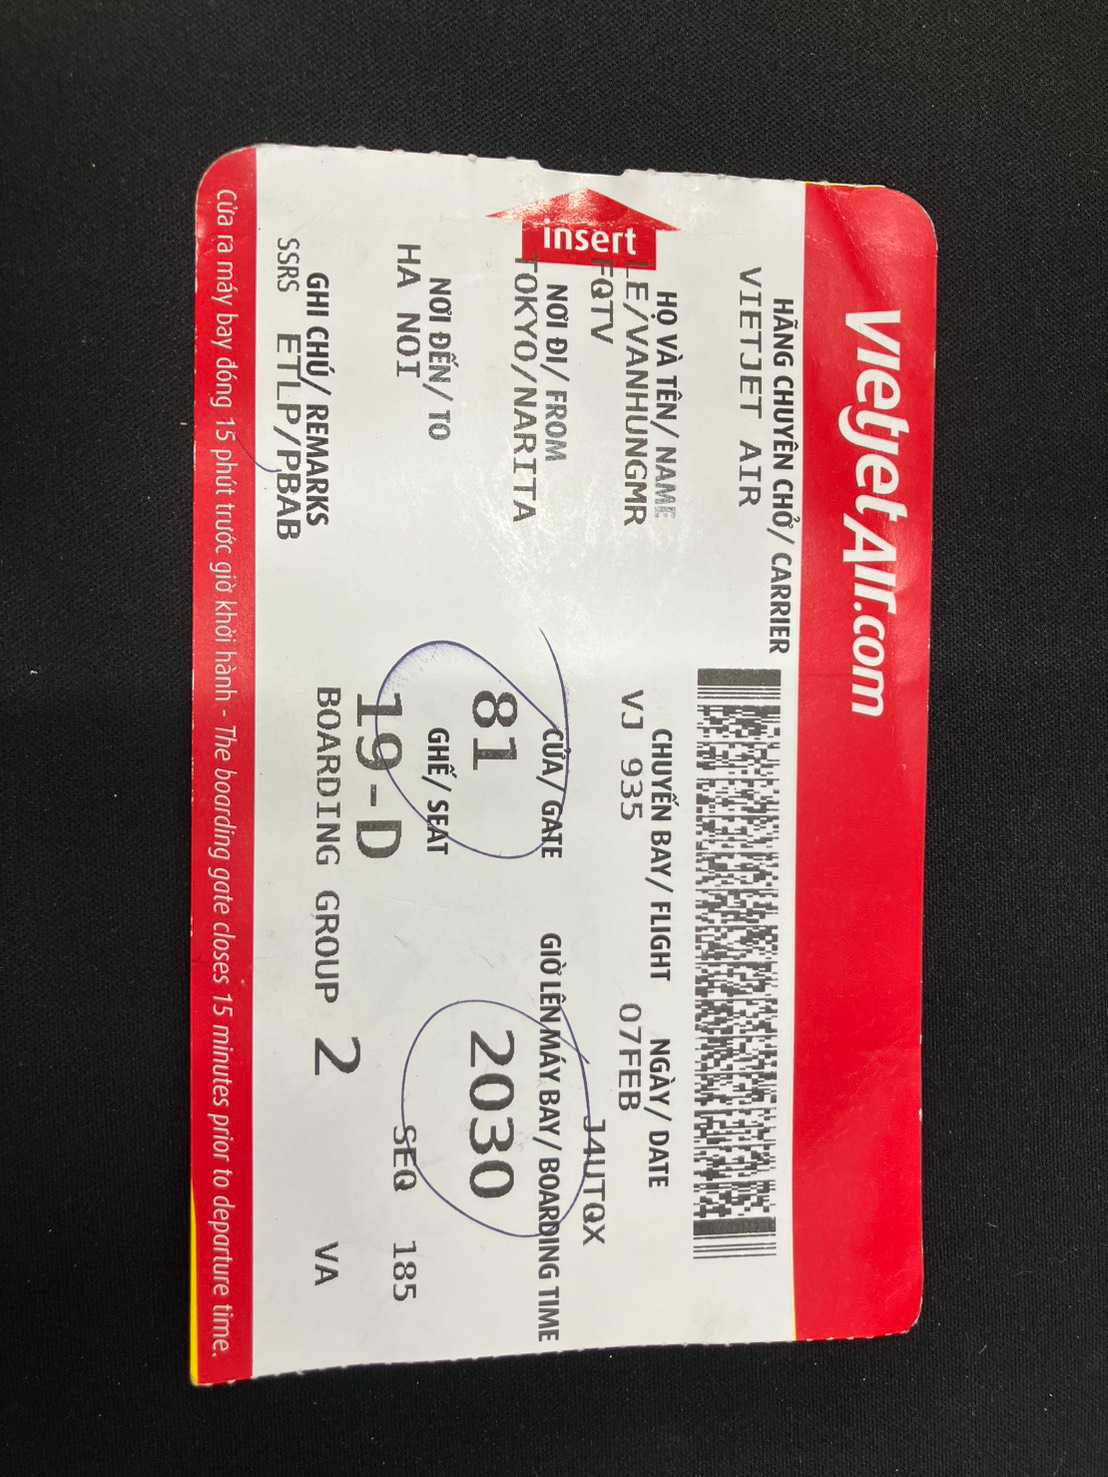 vietjetAir.com
HÃNG CHUYÊN CHỞ/ CARRIER
VIETJET AIR
insert
HỌ VÀ TÊN/ NAME
LE/VANHUNGMR
FQTV
CHUYẾN BAY/ FLIGHT
VJ 935
NGÀY/ DATE
07FEB
J4UTQX
NƠI ĐI/ FROM
TOKYO/NARITA
CỬA/ GATE
81
GIỜ LÊN MÁY BAY/ BOARDING TIME
2030
NƠI ĐẾN/ TO
HA NOI
GHẾ/ SEAT
19-D
SEQ 185
GHI CHÚ/ REMARKS
BOARDING GROUP 2 VA
SSRS ETLP/PBAB
Cửa ra máy bay đóng 15 phút trước giờ khởi hành - The boarding gate closes 15 minutes prior to departure time.